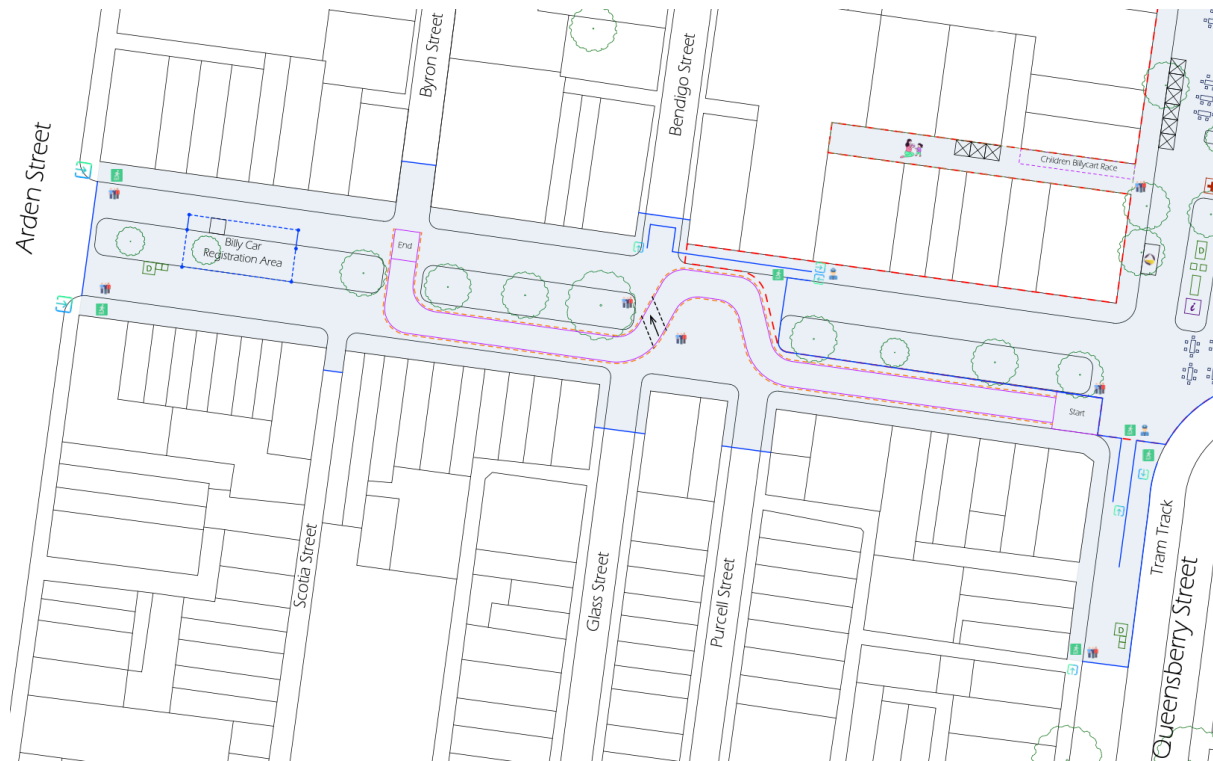 Arden Street
Byron Street
Bendigo Street
Children Billycart Race
End
Billy Car
Registration Area
D
D
i
Start
D
Scotia Street
Glass Street
Purcell Street
Tram Track
Queensberry Street